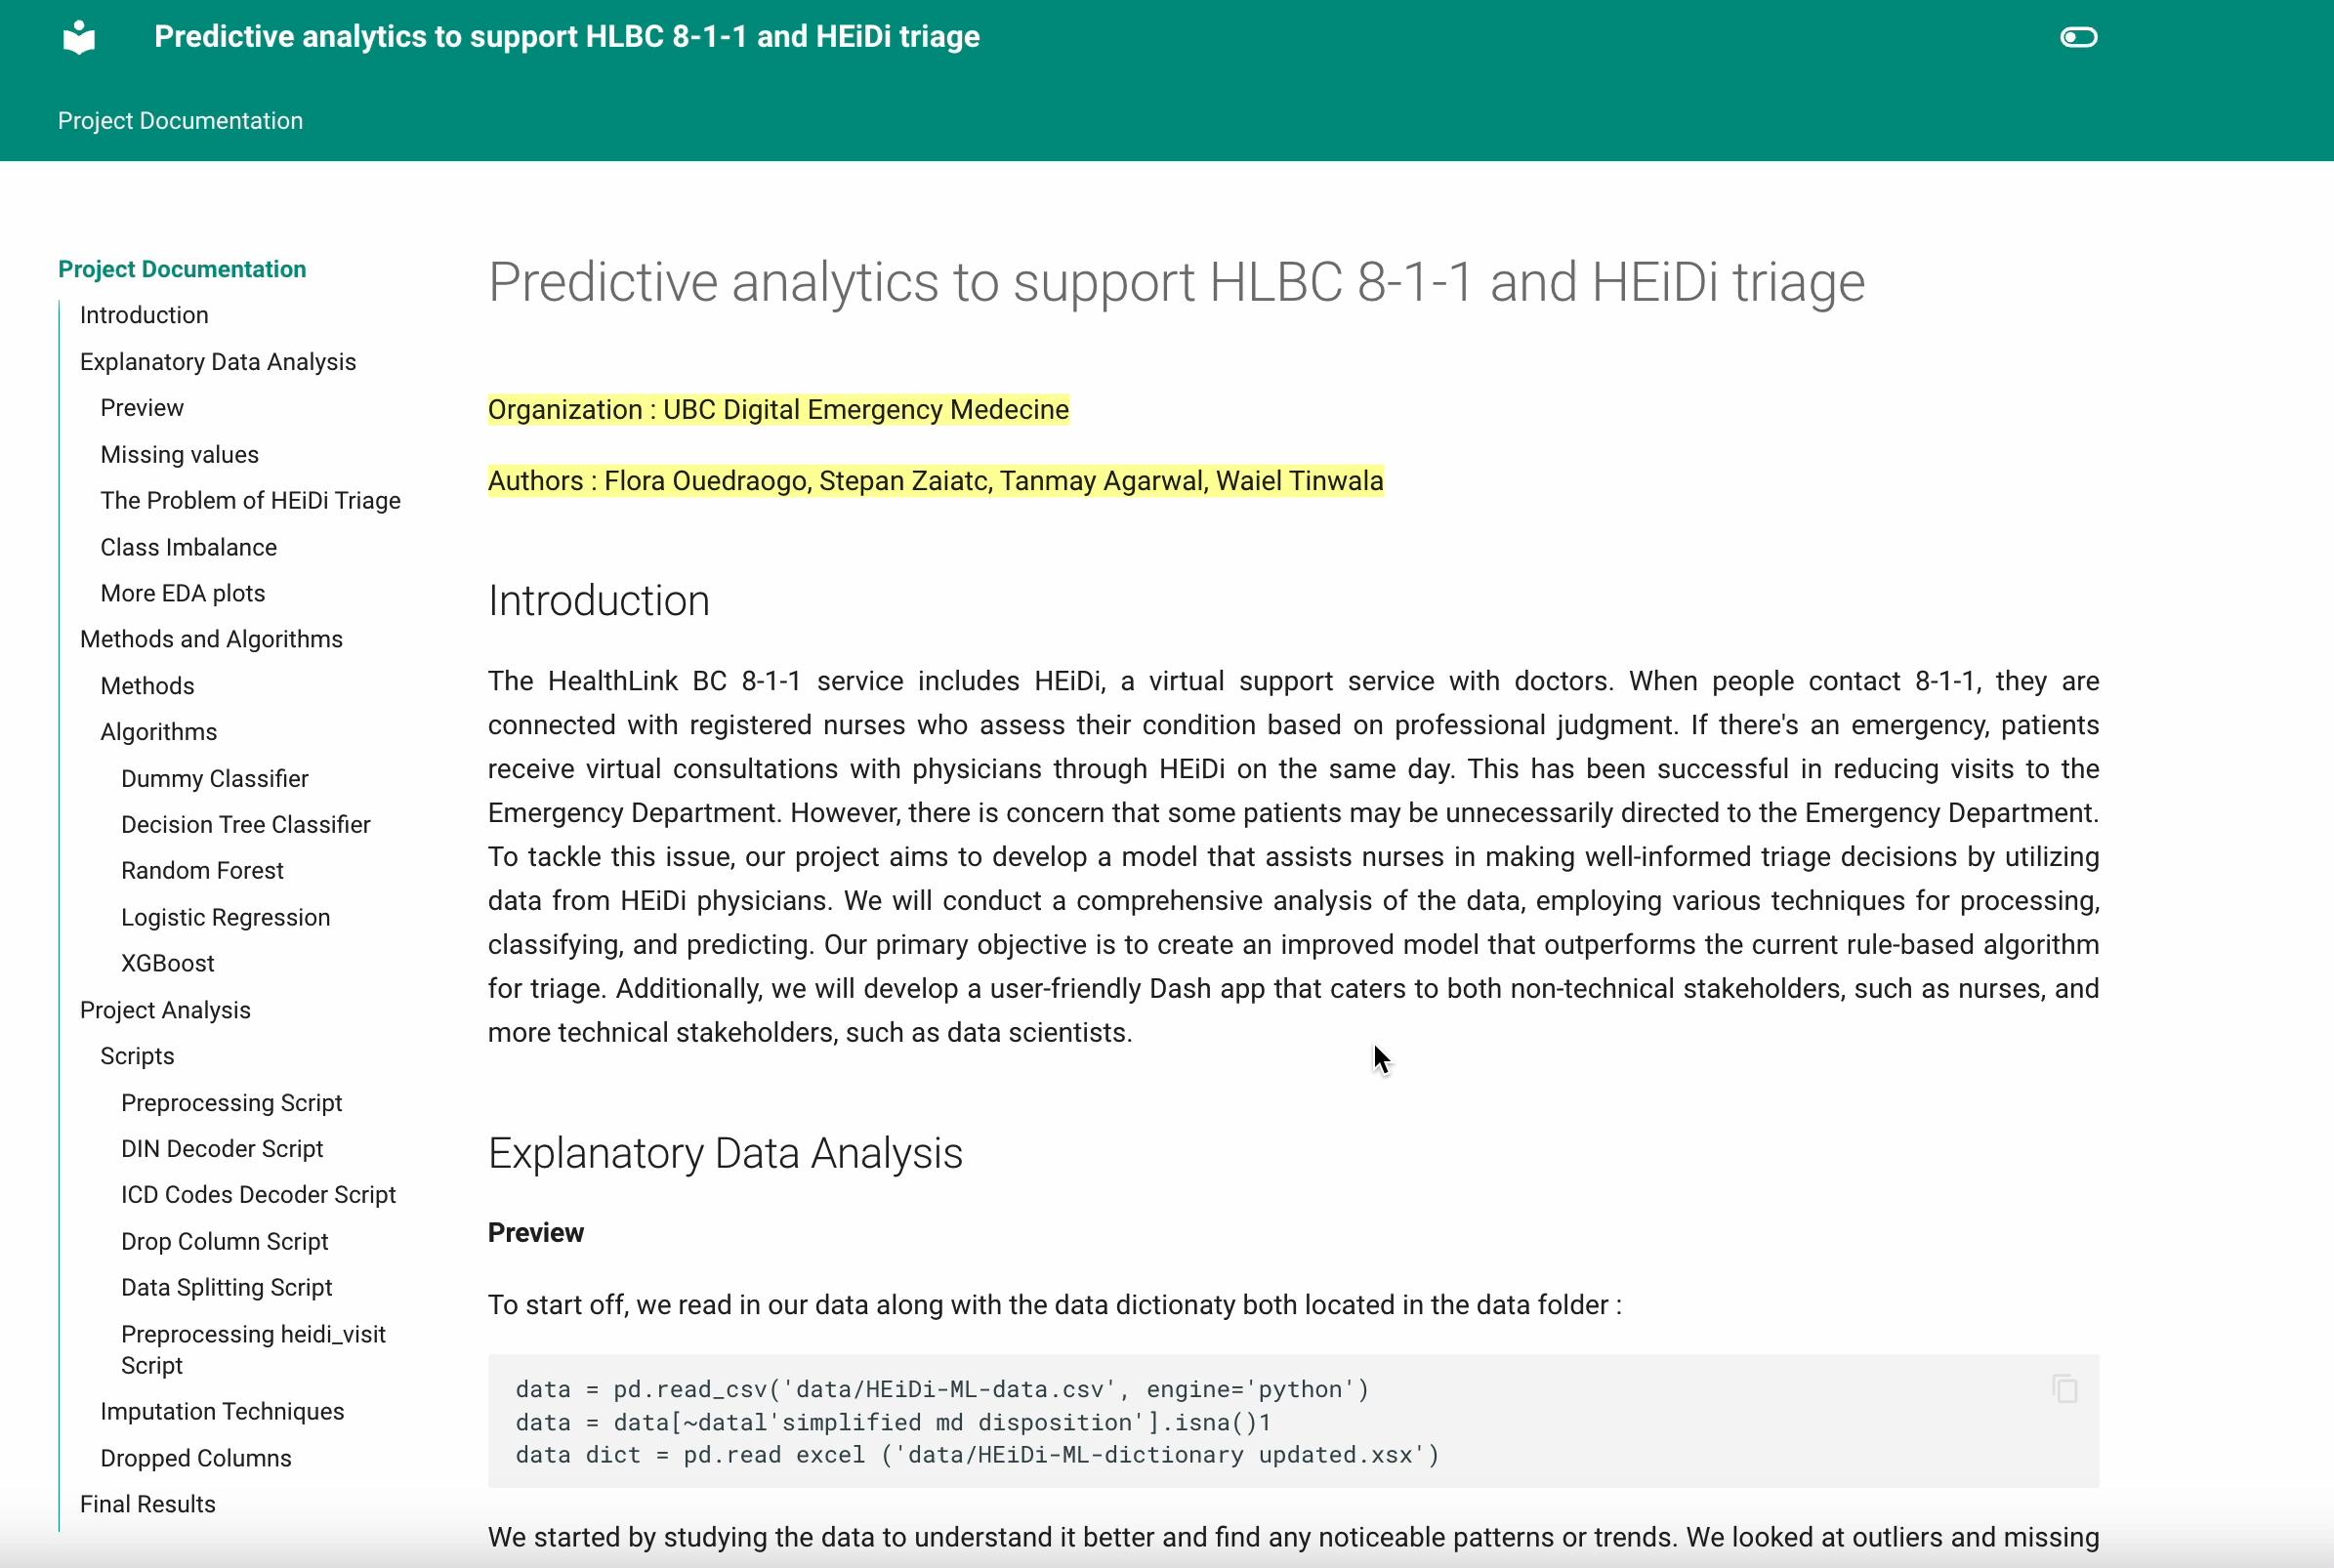 Predictive analytics to support HLBC 8-1-1 and HEiDi triage
Project Documentation
Project Documentation
Introduction
Explanatory Data Analysis
Preview
Missing values
The Problem of HEiDi Triage
Class Imbalance
More EDA plots
Methods and Algorithms
Methods
Algorithms
Dummy Classifier
Decision Tree Classifier
Random Forest
Logistic Regression
XGBoost
Project Analysis
Scripts
Preprocessing Script
DIN Decoder Script
ICD Codes Decoder Script
Drop Column Script
Data Splitting Script
Preprocessing heidi_visit
Script
Imputation Techniques
Dropped Columns
Final Results
Predictive analytics to support HLBC 8-1-1 and HEiDi triage
Organization : UBC Digital Emergency Medecine
Authors : Flora Ouedraogo, Stepan Zaiatc, Tanmay Agarwal, Waiel Tinwala
Introduction
The HealthLink BC 8-1-1 service includes HEiDi, a virtual support service with doctors. When people contact 8-1-1, they are
connected with registered nurses who assess their condition based on professional judgment. If there's an emergency, patients
receive virtual consultations with physicians through HEiDi on the same day. This has been successful in reducing visits to the
Emergency Department. However, there is concern that some patients may be unnecessarily directed to the Emergency Department.
To tackle this issue, our project aims to develop a model that assists nurses in making well-informed triage decisions by utilizing
data from HEiDi physicians. We will conduct a comprehensive analysis of the data, employing various techniques for processing,
classifying, and predicting. Our primary objective is to create an improved model that outperforms the current rule-based algorithm
for triage. Additionally, we will develop a user-friendly Dash app that caters to both non-technical stakeholders, such as nurses, and
more technical stakeholders, such as data scientists.
Explanatory Data Analysis
Preview
To start off, we read in our data along with the data dictionaty both located in the data folder :
data = pd.read_csv('data/HEiDi-ML-data.csv', engine='python')
data = data[~datal'simplified md disposition'].isna()1
data dict = pd.read excel ('data/HEiDi-ML-dictionary updated.xsx')
We started by studying the data to understand it better and find any noticeable patterns or trends. We looked at outliers and missing